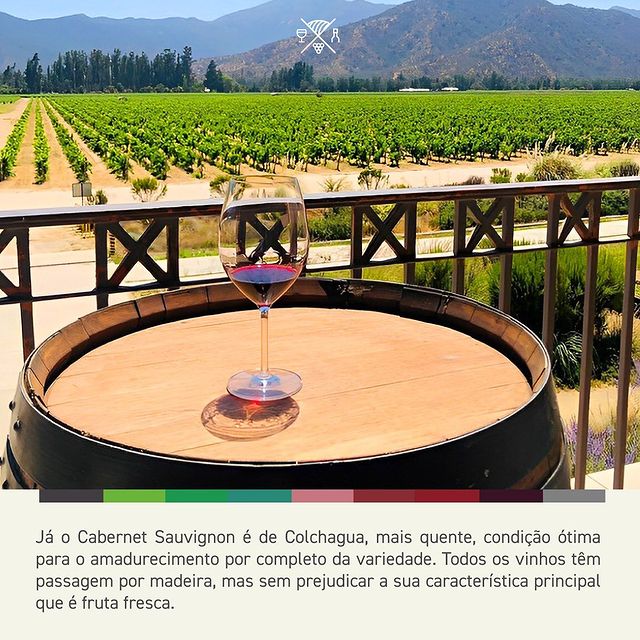 Já o Cabernet Sauvignon é de Colchagua, mais quente, condição ótima
para o amadurecimento por completo da variedade. Todos os vinhos têm
passagem por madeira, mas sem prejudicar a sua característica principal
que é fruta fresca.